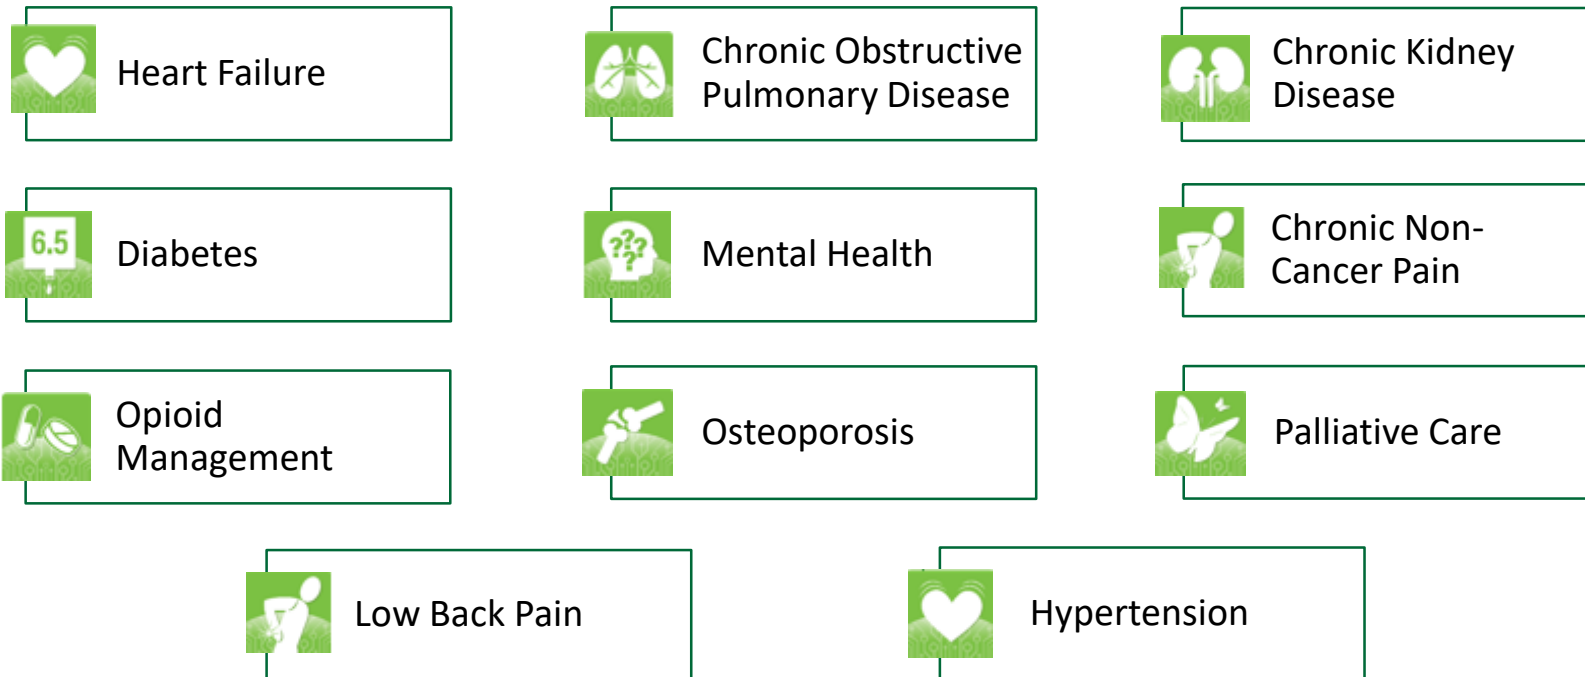 Heart Failure
Chronic Obstructive
Pulmonary Disease
Chronic Kidney
Disease
6.5
Diabetes
???
?
Mental Health
Chronic Non-
Cancer Pain
Opioid
Management
Osteoporosis
Palliative Care
Low Back Pain
Hypertension